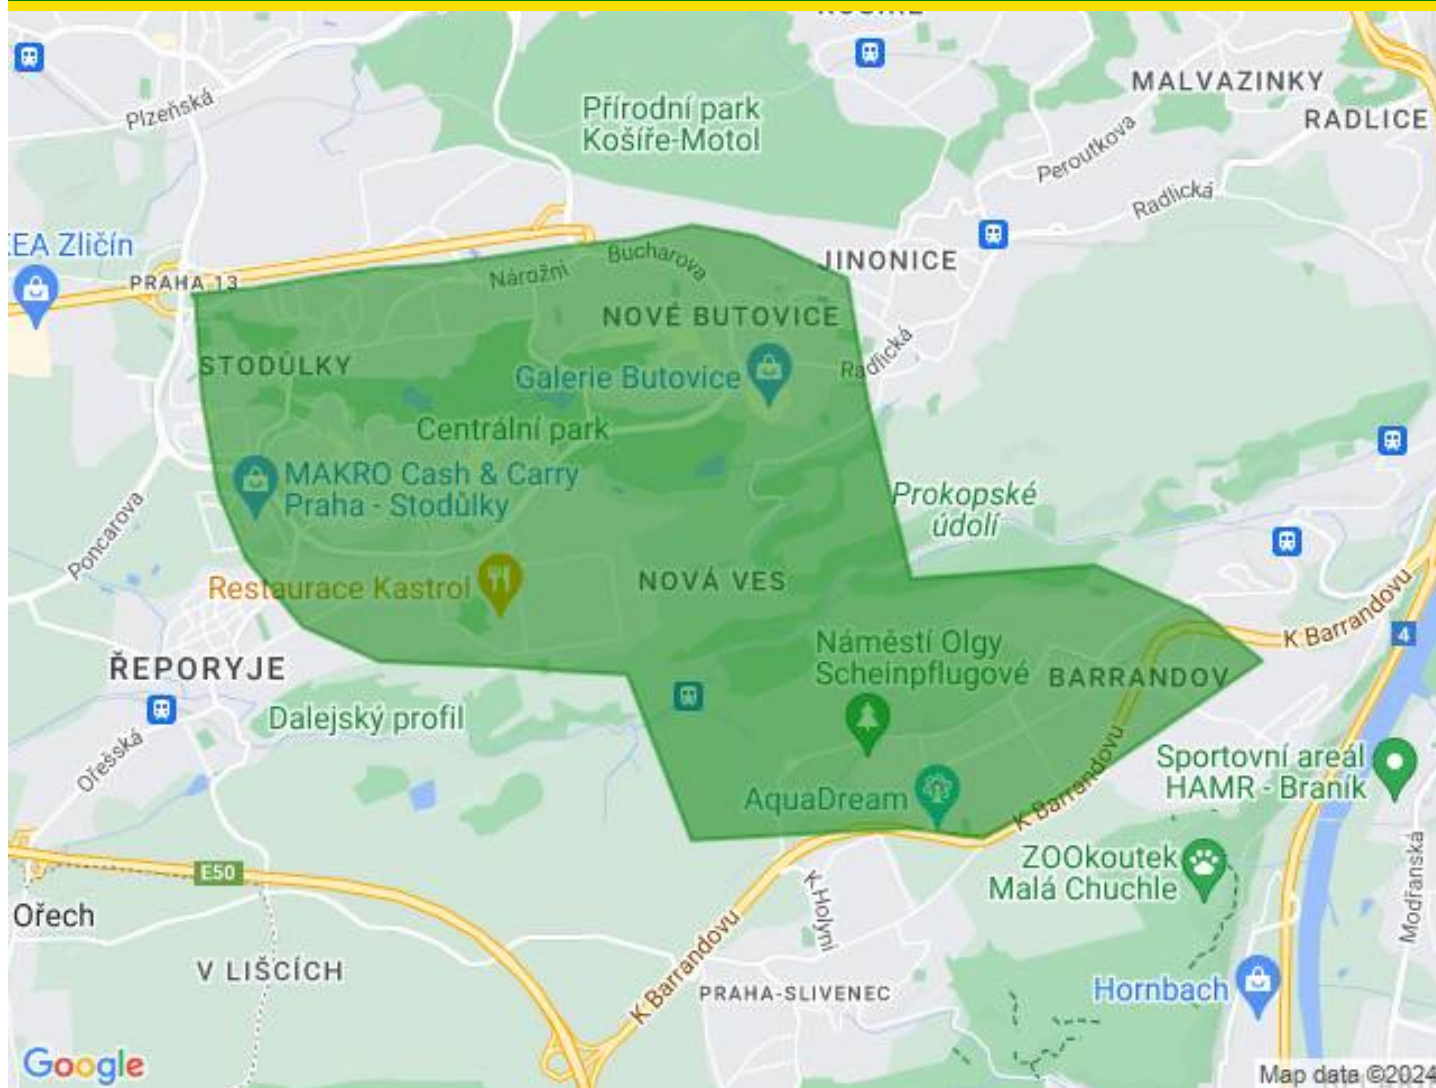 Plzeňská
Přírodní park
Košíře-Motol
MALVAZINKY
RADLICE
Peroutkova
Radlická
EA Zličín
PRAHA 13
Nárožní
Bucharova
JINONICE
NOVÉ BUTOVICE
STODŮLKY
Galerie Butovice
Radlická
Centrální park
MAKRO Cash & Carry
Praha - Stodůlky
Prokopské
údolí
Poncarova
Restaurace Kastrol
NOVÁ VES
K Barrandovu
4
Náměstí Olgy
Scheinpflugové
BARRANDOV
ŘEPORYJE
Dalejský profil
Ořešská
K Barrandovu
AquaDream
Sportovní areál
HAMR - Braník
E50
ZOOkoutek
Malá Chuchle
Modřanská
Ořech
K Holyni
V LIŠCÍCH
K Barrandovu
PRAHA-SLIVENEC
Hornbach
Google
Map data ©2024